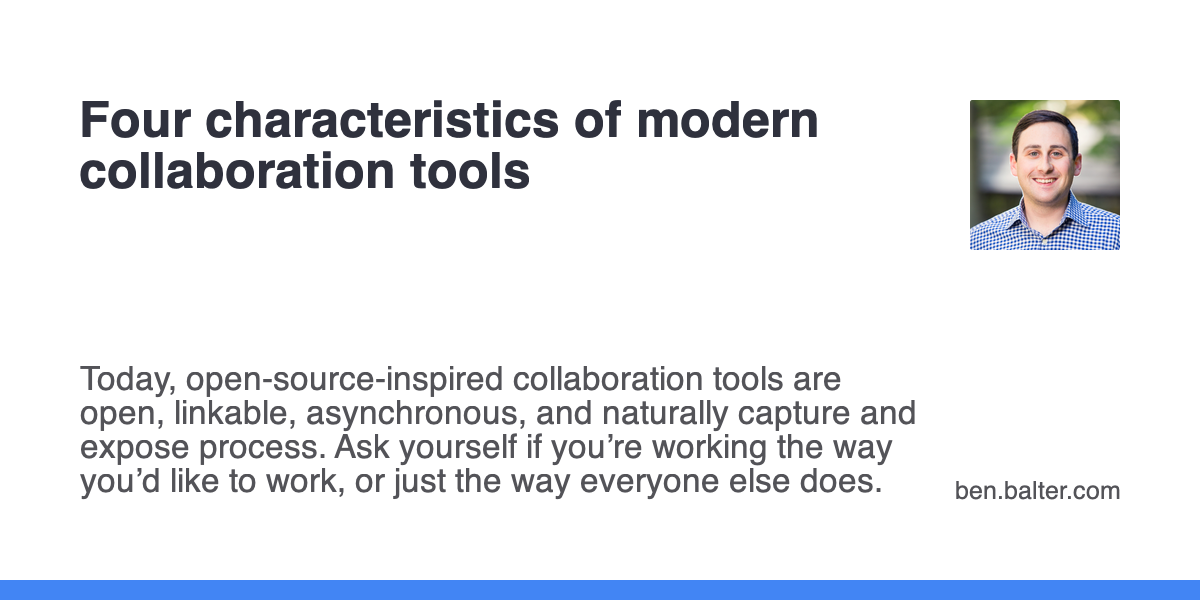 Four characteristics of modern
collaboration tools
Today, open-source-inspired collaboration tools are
open, linkable, asynchronous, and naturally capture and
expose process. Ask yourself if you’re working the way
you’d like to work, or just the way everyone else does.
ben.balter.com